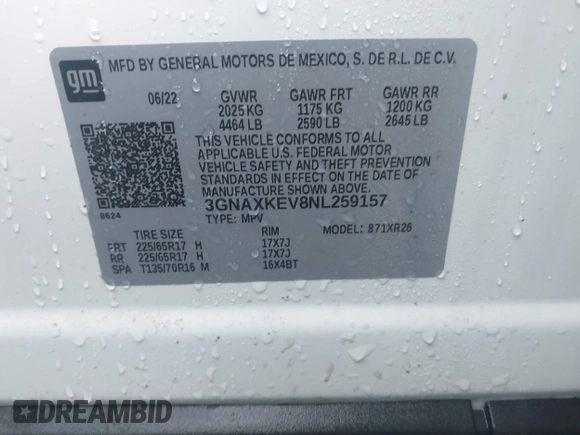 gm
MFD BY GENERAL MOTORS DE MEXICO, S. DE R.L. DE C.V.
06/22 GVWR GAWR FRT GAWR RR
2025 KG 1175 KG 1200 KG
4464 LB 2590 LB 2645 LB
THIS VEHICLE CONFORMS TO ALL
APPLICABLE U.S. FEDERAL MOTOR
VEHICLE SAFETY AND THEFT PREVENTION
STANDARDS IN EFFECT ON THE DATE OF
MANUFACTURE SHOWN ABOVE.
3GNAXKEV8NL259157
8624
TYPE: MPV MODEL: 871XR26
TIRE SIZE RIM
FRT 225/65R17 H 17X7J
RR 225/65R17 H 17X7J
SPA T135/70R16 M 16X4BT
DREAMBID